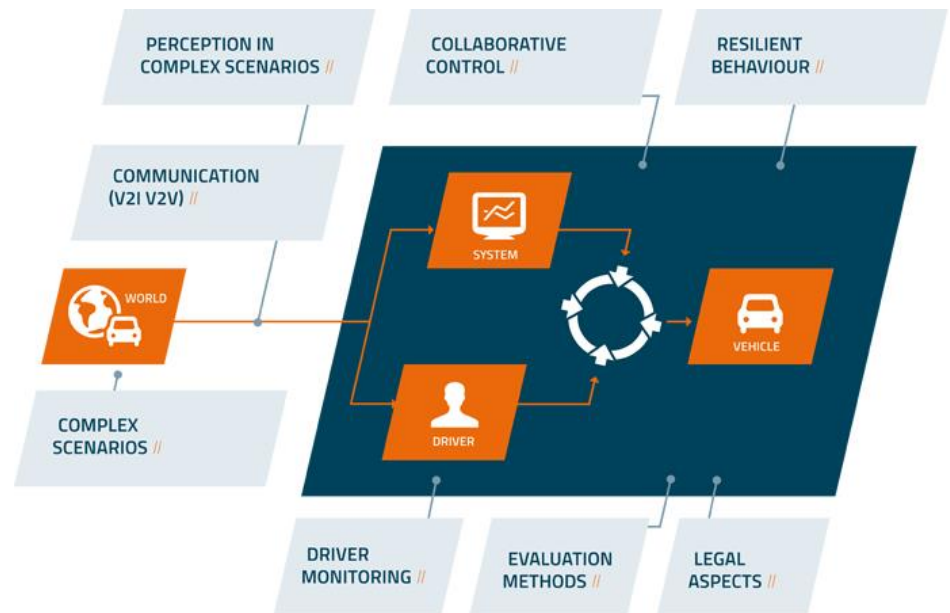 PERCEPTION IN
COMPLEX SCENARIOS //
COLLABORATIVE
CONTROL //
RESILIENT
BEHAVIOUR //
COMMUNICATION
(V2I V2V) //
SYSTEM
WORLD
VEHICLE
DRIVER
COMPLEX
SCENARIOS //
DRIVER
MONITORING //
EVALUATION
METHODS //
LEGAL
ASPECTS //